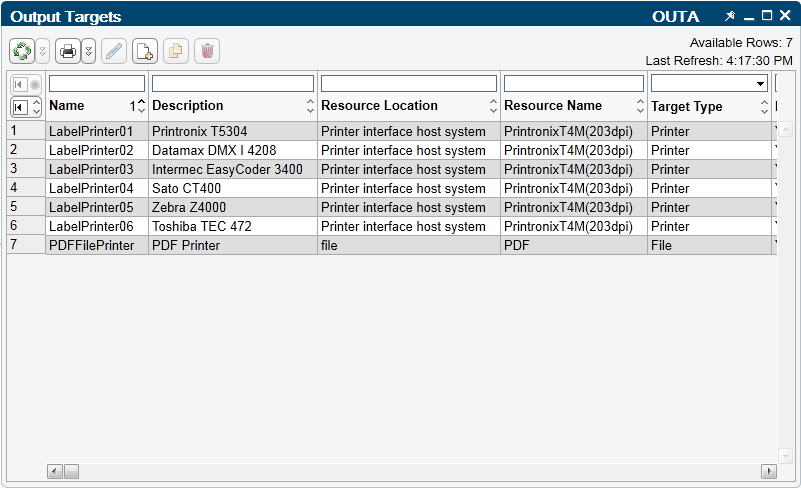 Output Targets OUTA
Available Rows: 7
Last Refresh: 4:17:30 PM
Name 1 Description Resource Location Resource Name Target Type
1 LabelPrinter01 Printronix T5304 Printer interface host system PrintronixT4M(203dpi) Printer
2 LabelPrinter02 Datamax DMX I 4208 Printer interface host system PrintronixT4M(203dpi) Printer
3 LabelPrinter03 Intermec EasyCoder 3400 Printer interface host system PrintronixT4M(203dpi) Printer
4 LabelPrinter04 Sato CT400 Printer interface host system PrintronixT4M(203dpi) Printer
5 LabelPrinter05 Zebra Z4000 Printer interface host system PrintronixT4M(203dpi) Printer
6 LabelPrinter06 Toshiba TEC 472 Printer interface host system PrintronixT4M(203dpi) Printer
7 PDFFilePrinter PDF Printer file PDF File